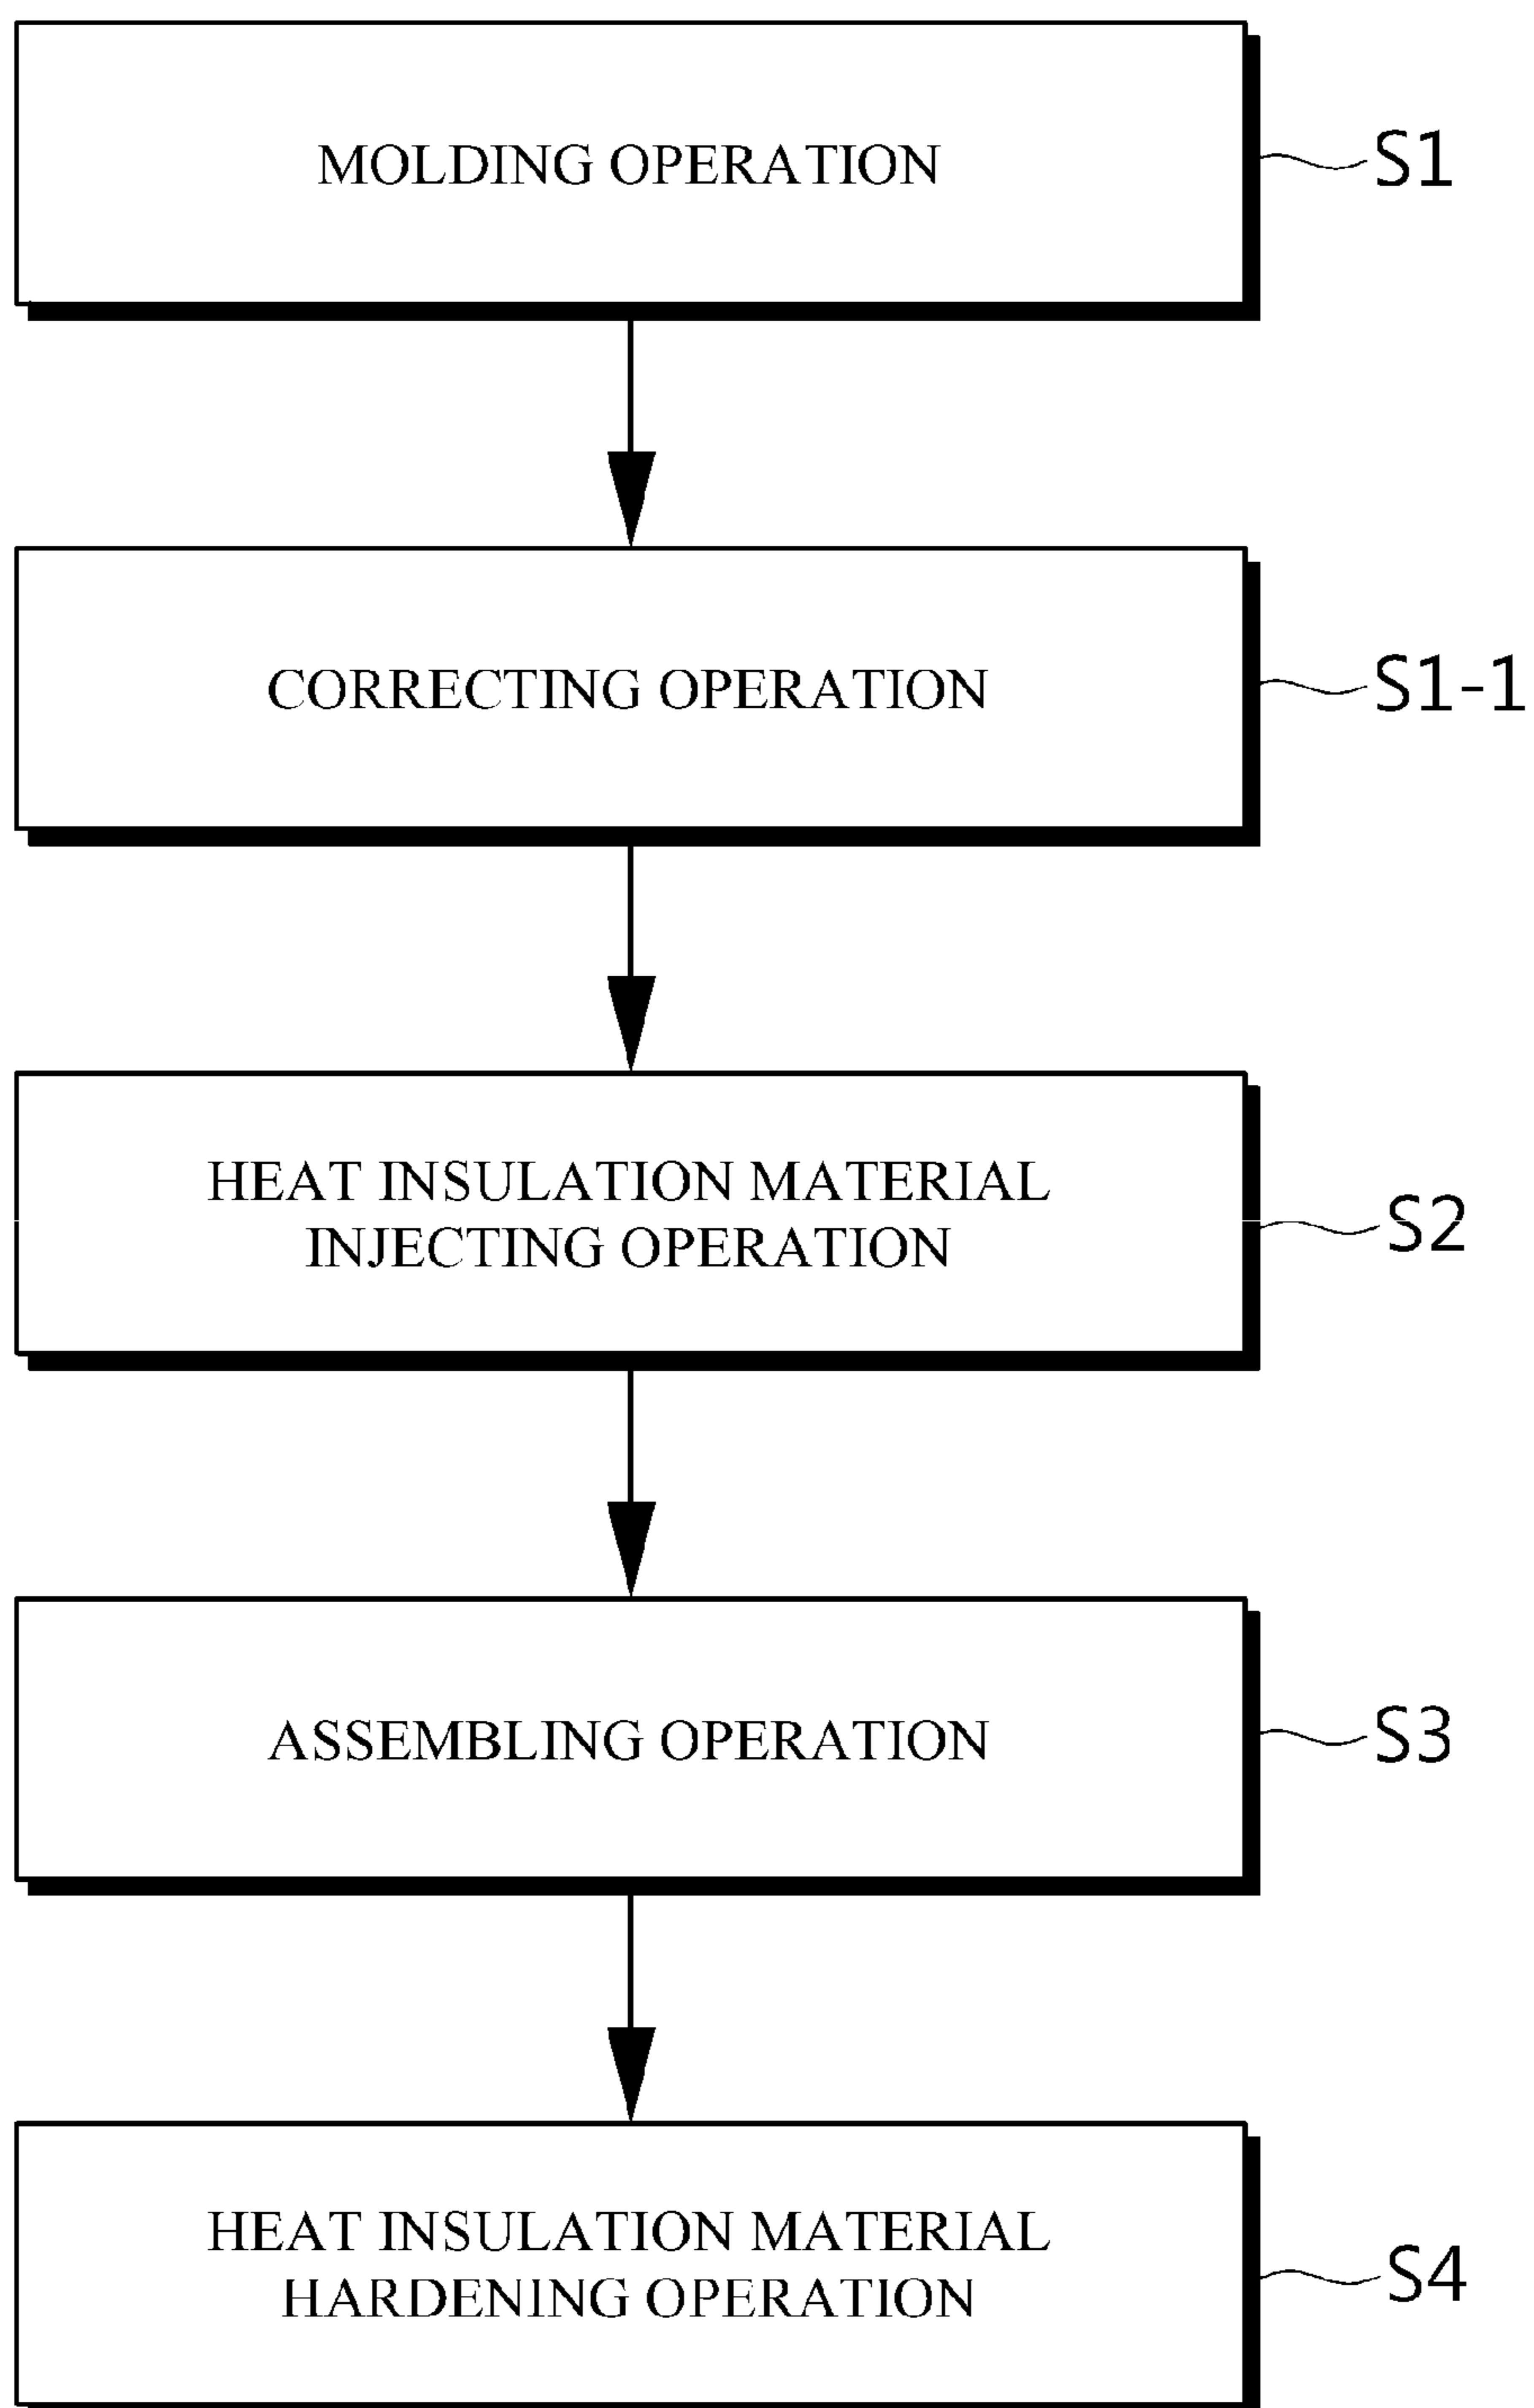 MOLDING OPERATION
S1
CORRECTING OPERATION
S1-1
HEAT INSULATION MATERIAL
INJECTING OPERATION
S2
ASSEMBLING OPERATION
S3
HEAT INSULATION MATERIAL
HARDENING OPERATION
S4